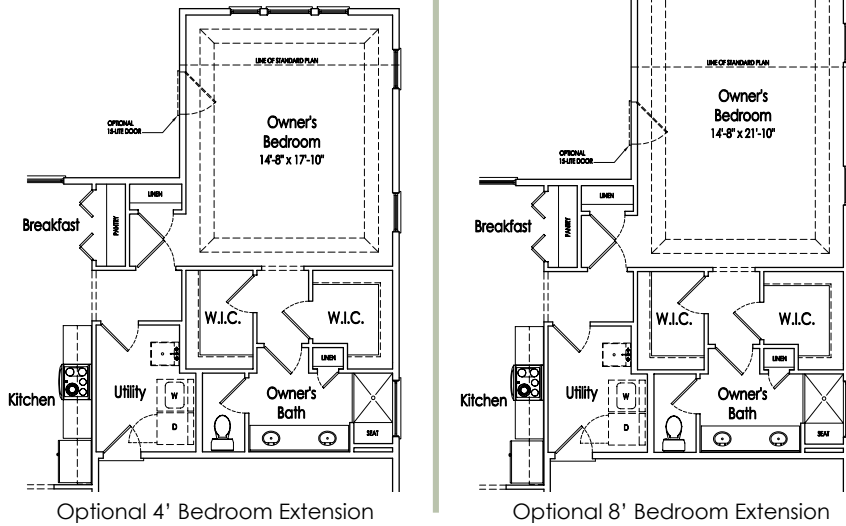 LINE OF STANDARD PLAN
OPTIONAL
15-LITE DOOR
Owner's
Bedroom
14'-8" x 17'-10"
LINEN
PANTRY
Breakfast
W.I.C.
W.I.C.
LINEN
Kitchen
Utility
W
D
Owner's
Bath
SEAT
Optional 4’ Bedroom Extension
LINE OF STANDARD PLAN
Owner's
Bedroom
14'-8" x 21'-10"
OPTIONAL
15-LITE DOOR
LINEN
PANTRY
Breakfast
W.I.C.
W.I.C.
LINEN
Kitchen
Utility
W
D
Owner's
Bath
SEAT
Optional 8’ Bedroom Extension